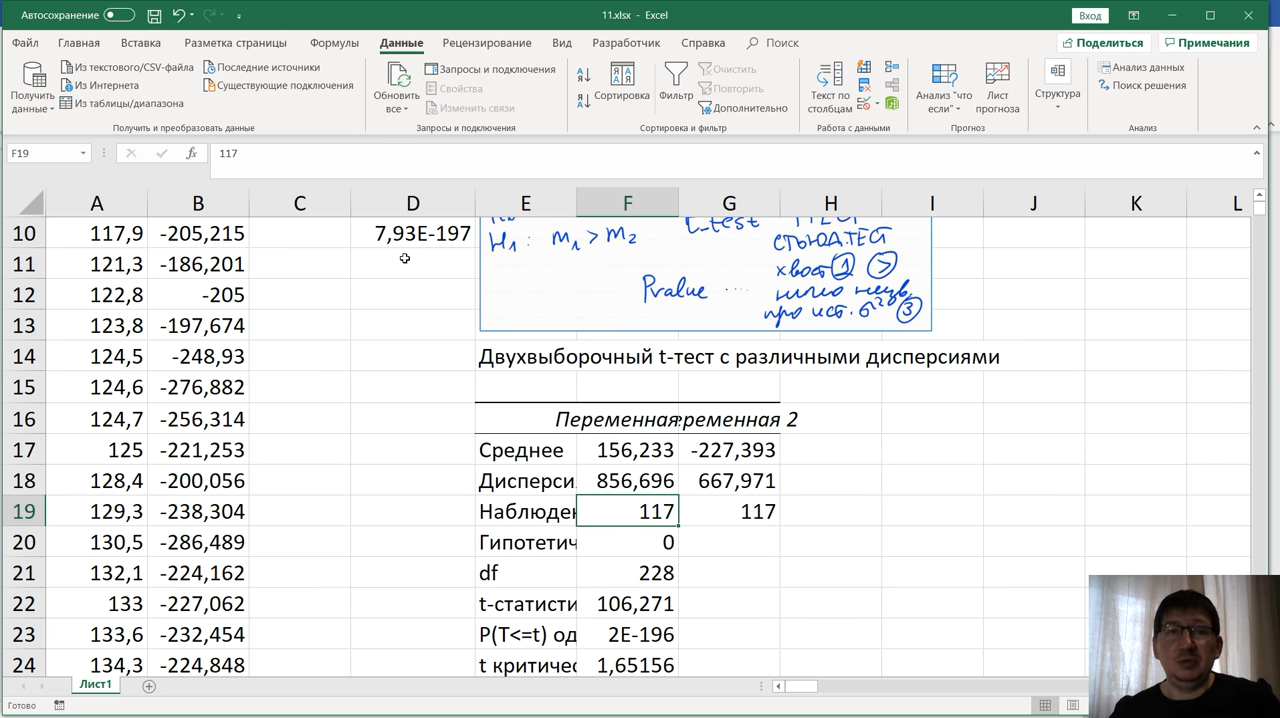 Автосохранение
11.xlsx - Excel
Вход
Файл Главная Вставка Разметка страницы Формулы Данные Рецензирование Вид Разработчик Справка Поиск
Поделиться Примечания
Получить данные
Из текстового/CSV-файла
Из Интернета
Из таблицы/диапазона
Последние источники
Существующие подключения
Получить и преобразовать данные
Обновить все
Запросы и подключения
Свойства
Изменить связи
Запросы и подключения
Сортировка
Фильтр
Очистить
Повторить
Дополнительно
Сортировка и фильтр
Текст по столбцам
Работа с данными
Анализ "что если"
Лист прогноза
Прогноз
Структура
Анализ данных
Поиск решения
Анализ
F19 fx 117
A B C D E F G H I J K L
10 117,9 -205,215 7,93E-197
t-test
H1: m1 > m2
СТЬЮД.ТЕСТ
11 121,3 -186,201
хвост 1 >
12 122,8 -205
Pvalue ....
13 123,8 -197,674
14 124,5 -248,93 Двухвыборочный t-тест с различными дисперсиями
15 124,6 -276,882
16 124,7 -256,314 Переменная ременная 2
17 125 -221,253 Среднее 156,233 -227,393
18 128,4 -200,056 Дисперси 856,696 667,971
19 129,3 -238,304 Наблюден 117 117
20 130,5 -286,489 Гипотетич 0
21 132,1 -224,162 df 228
22 133 -227,062 t-статисти 106,271
23 133,6 -232,454 P(T<=t) од 2E-196
24 134,3 -224,848 t критичес 1,65156
Лист1
Готово